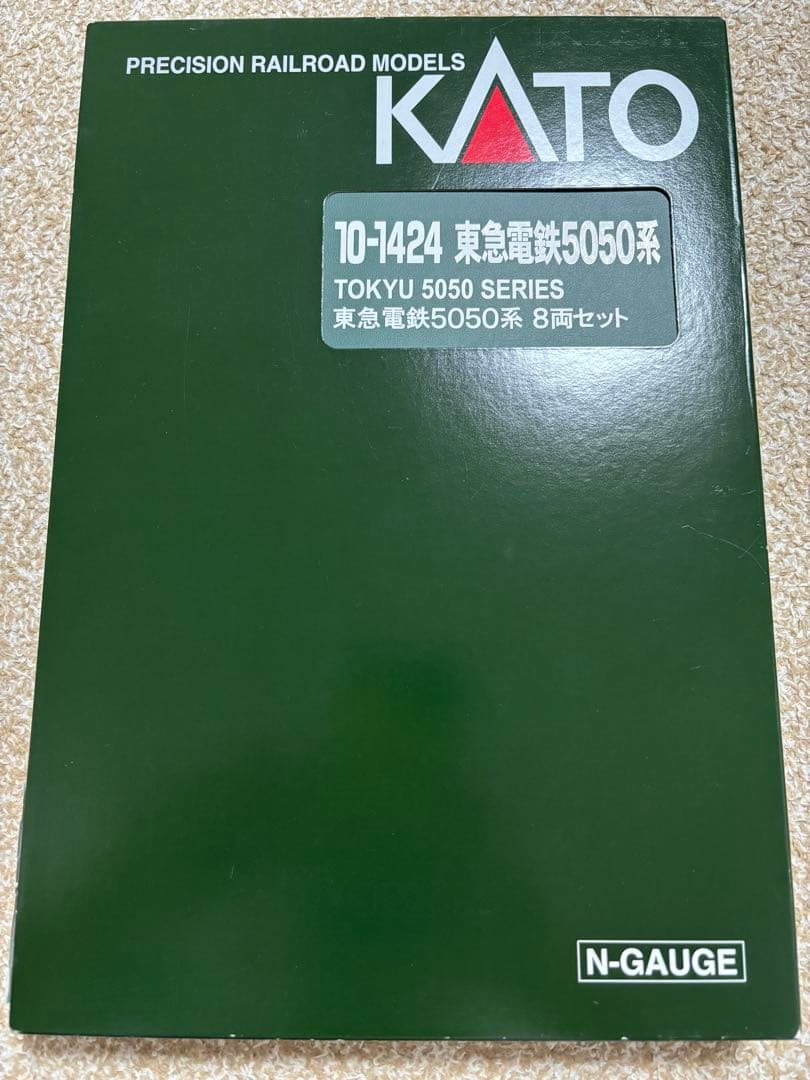 PRECISION RAILROAD MODELS
KATO
10-1424 東急電鉄5050系
TOKYU 5050 SERIES
東急電鉄5050系 8両セット
N-GAUGE